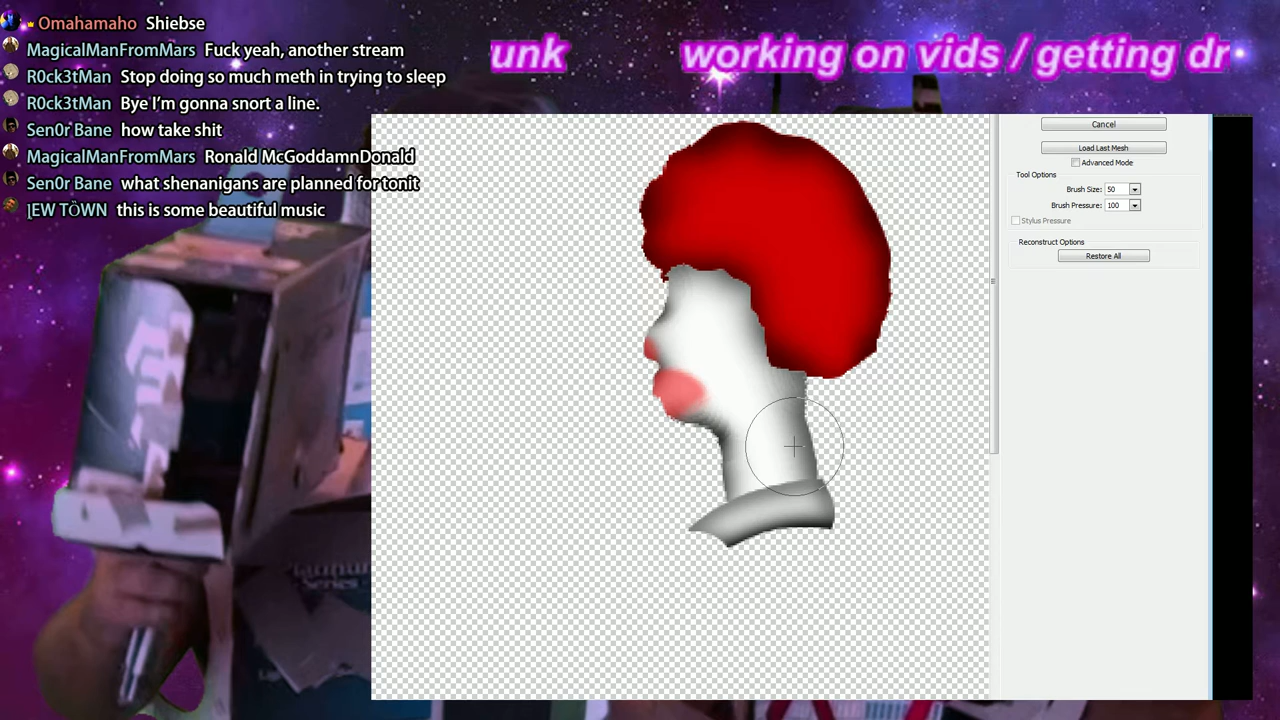 Omahamaho Shiebse
MagicalManFromMars Fuck yeah, another stream
R0ck3tMan Stop doing so much meth in trying to sleep
R0ck3tMan Bye I'm gonna snort a line.
Sen0r Bane how take shit
MagicalManFromMars Ronald McGoddamnDonald
Sen0r Bane what shenanigans are planned for tonit
ĮEW TȌWN this is some beautiful music
unk working on vids / getting dr
Cancel
Load Last Mesh
Advanced Mode
Tool Options
Brush Size: 50
Brush Pressure: 100
Stylus Pressure
Reconstruct Options
Restore All